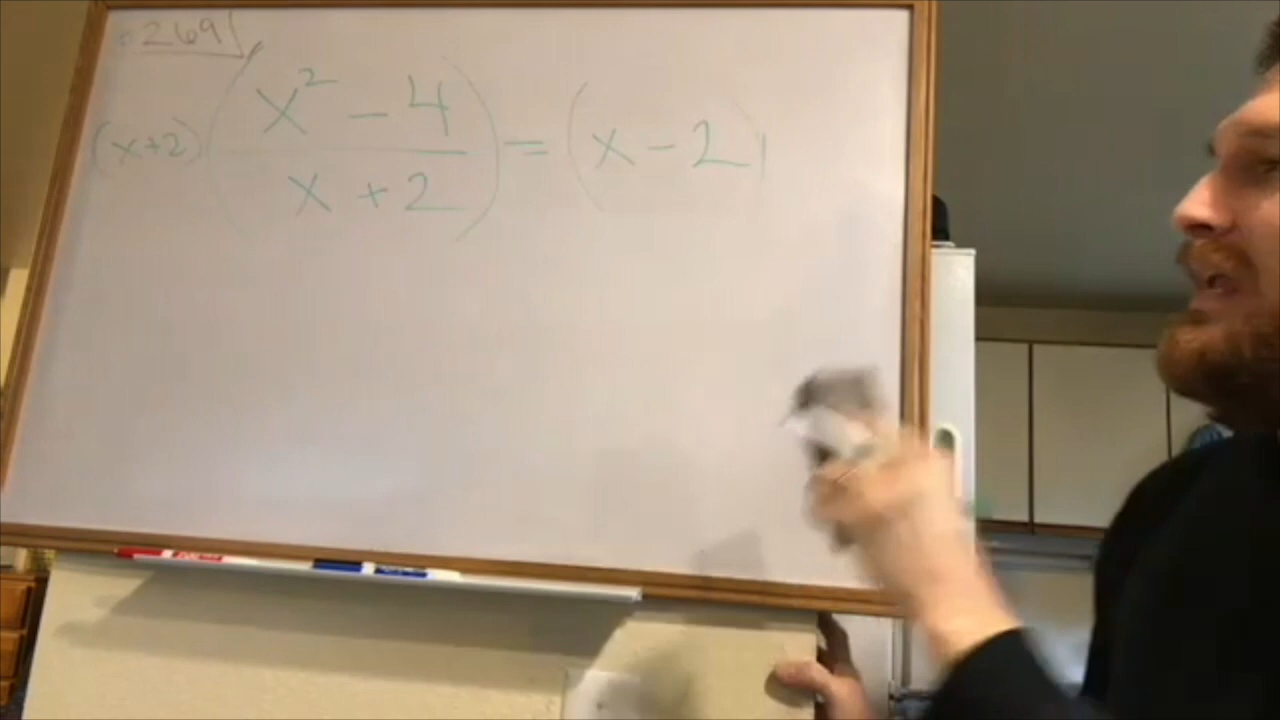 269
(x+2) (x² - 4 / x + 2) = (x - 2)